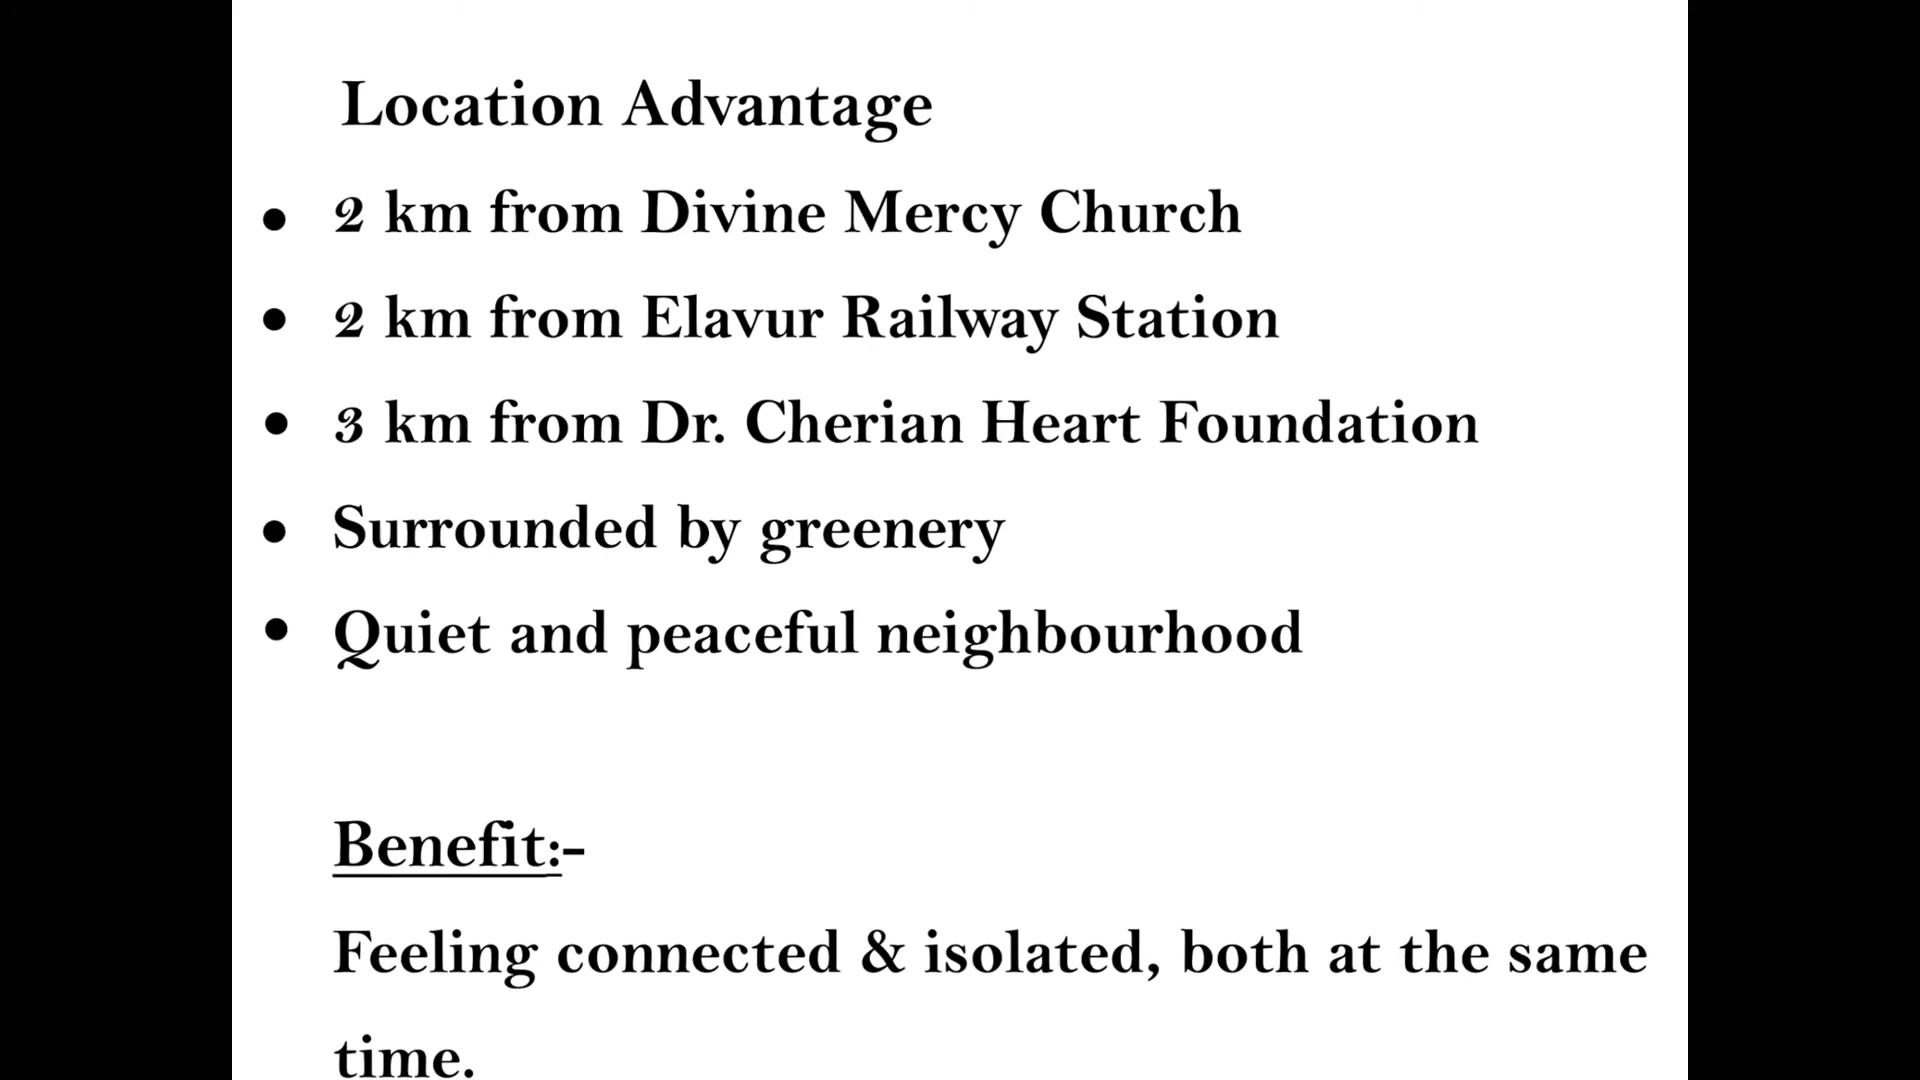 Location Advantage
• 2 km from Divine Mercy Church
• 2 km from Elavur Railway Station
• 3 km from Dr. Cherian Heart Foundation
• Surrounded by greenery
• Quiet and peaceful neighbourhood
Benefit:-
Feeling connected & isolated, both at the same
time.